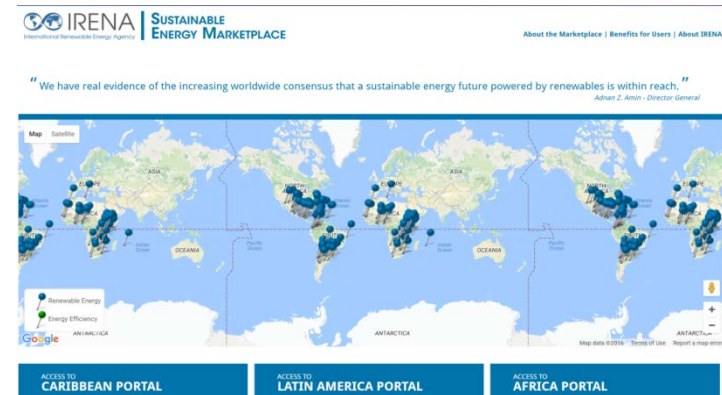 IRENA
International Renewable Energy Agency
SUSTAINABLE
ENERGY MARKETPLACE
About the Marketplace | Benefits for Users | About IRENA
" We have real evidence of the increasing worldwide consensus that a sustainable energy future powered by renewables is within reach. "
Adnan Z. Amin - Director General
Map Satellite
ASIA
ASIA
EUROPE
NORTH
EUROPE
NORTH
Indian
Ocean
OCEANIA
Pacific
Ocean
Indian
Ocean
OCEANIA
Pacific
Ocean
Renewable Energy
Energy Efficiency
Google
ANTARCTICA
ANTARCTICA
Map data ©2016 Terms of Use Report a map error
ACCESS TO
CARIBBEAN PORTAL
ACCESS TO
LATIN AMERICA PORTAL
ACCESS TO
AFRICA PORTAL